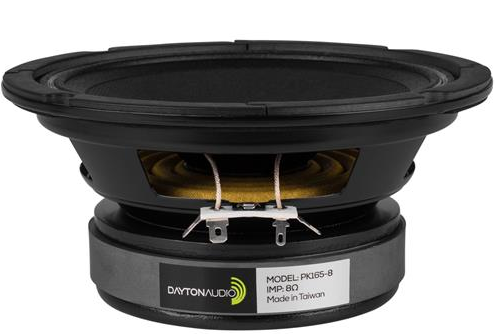 DAYTONAUDIO
MODEL: PK165-8
IMP: 8Ω
Made in Taiwan